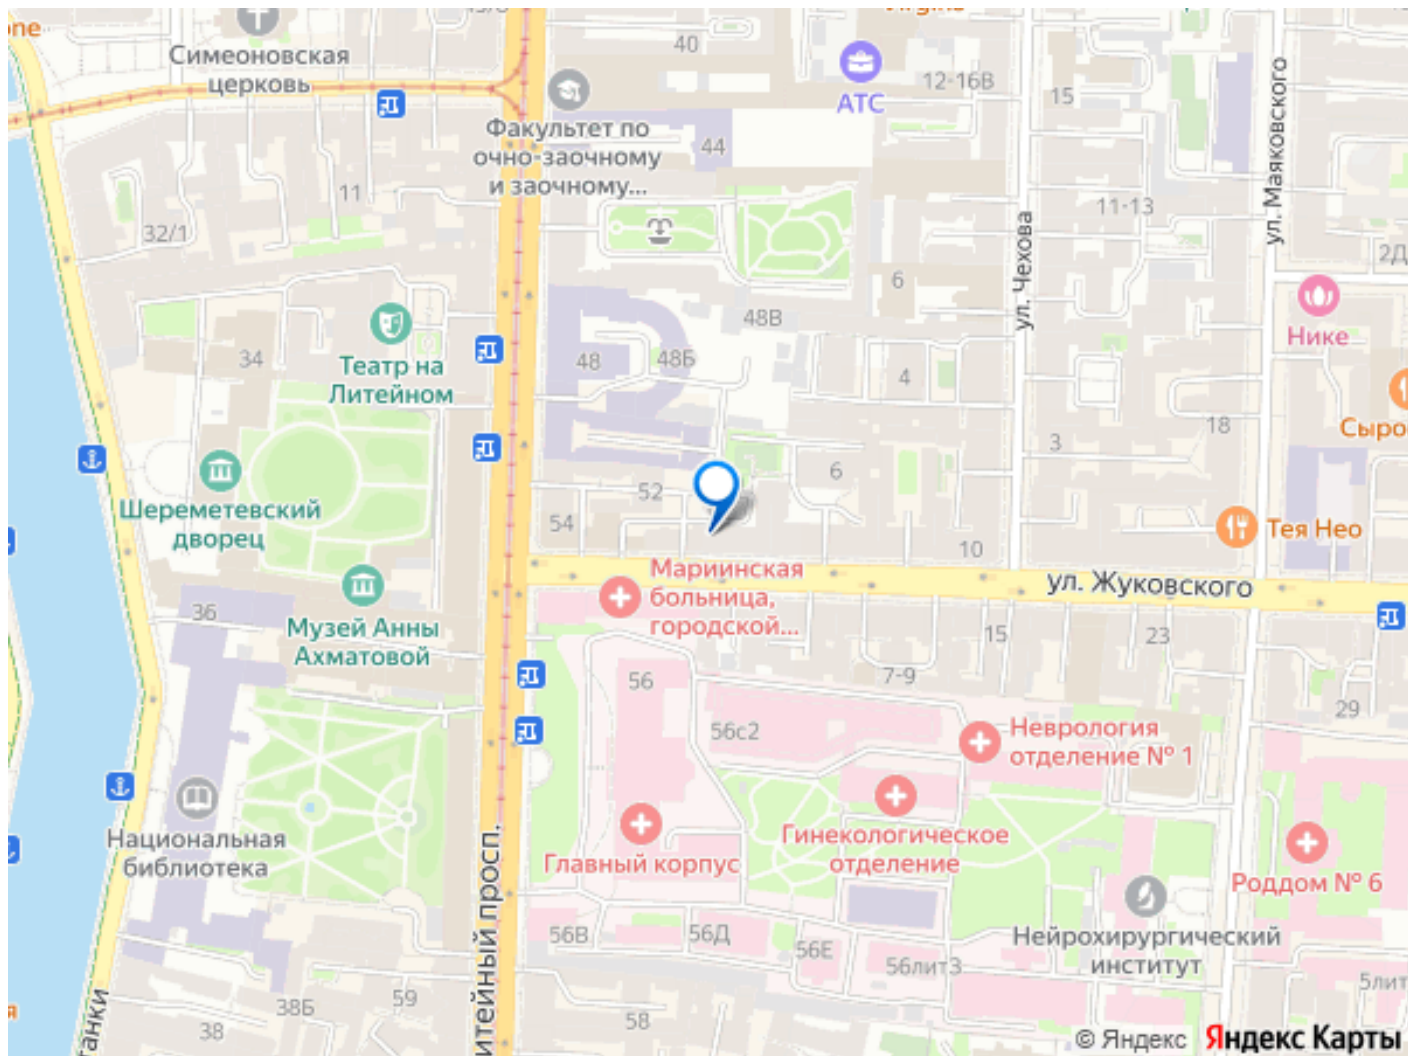 one
Симеоновская
церковь
40
АТС
12-16В
15
Факультет по
очно-заочному
и заочному...
44
ул. Маяковского
11
11-13
32/1
ул. Чехова
2Д
6
48В
Нике
Театр на
Литейном
34
48
48Б
4
Сыро
18
3
6
52
Шереметевский
дворец
54
Тея Нео
10
Мариинская
больница,
городской...
ул. Жуковского
36
Музей Анны
Ахматовой
15
23
56
7-9
29
56с2
Неврология
отделение № 1
Национальная
библиотека
Главный корпус
Гинекологическое
отделение
Роддом № 6
итейный просп.
56В
56Д
56Е
56лит3
Нейрохирургический
институт
5лит
59
38Б
38
58
танки
я
© Яндекс Яндекс Карты